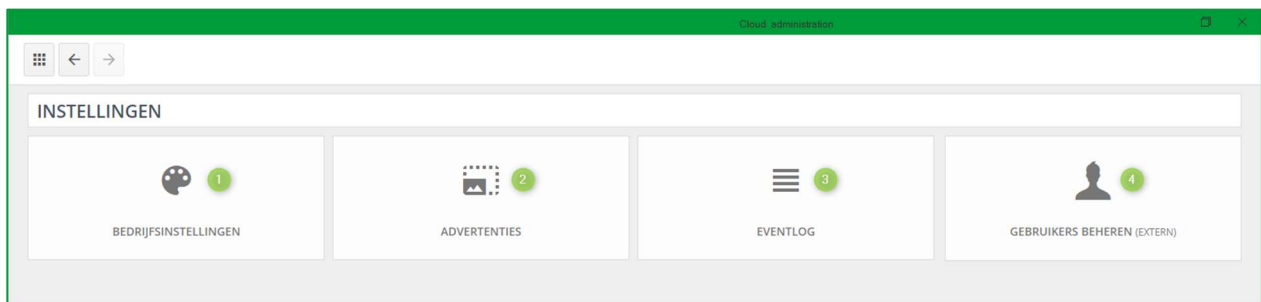 Cloud administration
INSTELLINGEN
1
2
3
4
BEDRIJFSINSTELLINGEN
ADVERTENTIES
EVENTLOG
GEBRUIKERS BEHEREN (EXTERN)